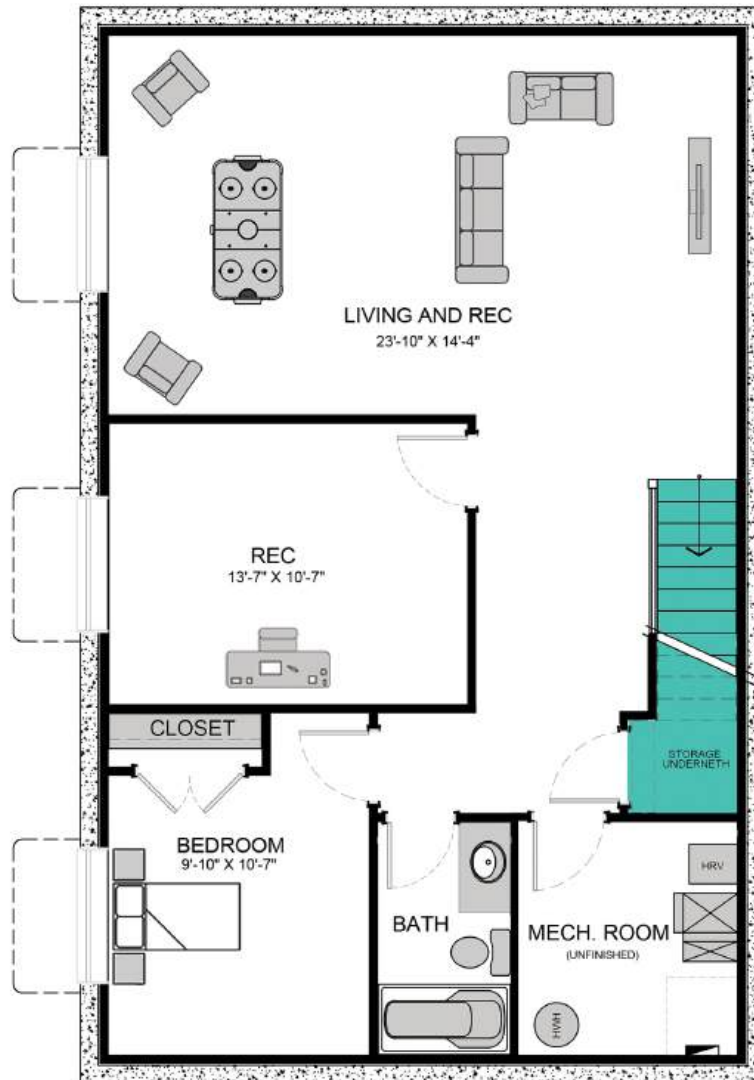 LIVING AND REC
23'-10" X 14'-4"
REC
13'-7" X 10'-7"
CLOSET
STORAGE
UNDERNETH
BEDROOM
9'-10" X 10'-7"
HRV
BATH
MECH. ROOM
(UNFINISHED)
HWH